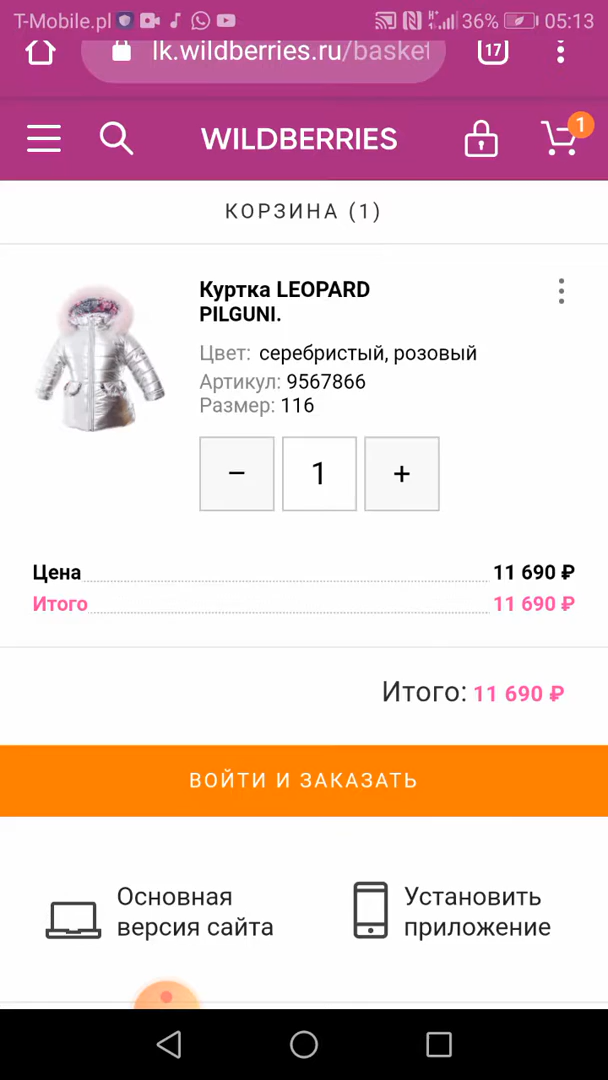 T-Mobile.pl 36% 05:13
lk.wildberries.ru/basket 17
WILDBERRIES 1
КОРЗИНА (1)
Куртка LEOPARD
PILGUNI.
Цвет: серебристый, розовый
Артикул: 9567866
Размер: 116
− 1 +
Цена 11 690 ₽
Итого 11 690 ₽
Итого: 11 690 ₽
ВОЙТИ И ЗАКАЗАТЬ
Основная
версия сайта
Установить
приложение